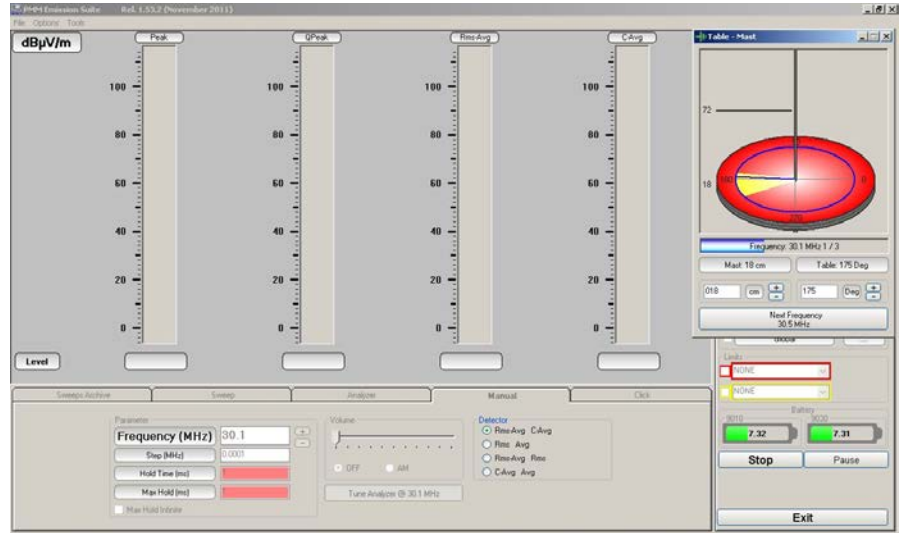 PMM Emission Suite Rel. 1.53.2 (November 2011)
File Options Tools
dBµV/m
Peak
QPeak
Rms-Avg
C-Avg
100
80
60
40
20
0
100
80
60
40
20
0
100
80
60
40
20
0
100
80
60
40
20
0
Level
Table - Mast
72
18
180
0
270
Frequency: 30.1 MHz 1 / 3
Mast: 18 cm Table: 175 Deg
018 cm + - 175 Deg + -
Next Frequency
30.5 MHz
Global ...
Limits
NONE
NONE
Battery
9010 9030
7.32 7.31
Stop Pause
Exit
Sweeps Archive Sweep Analyzer Manual Click
Parameter
Frequency (MHz) 30.1 + -
Step (MHz) 0.0001
Hold Time (ms) 1
Max Hold (ms) 1
Max Hold Infinite
Volume
OFF AM
Tune Analyzer @ 30.1 MHz
Detector
Rms-Avg C-Avg
Rms Avg
Rms-Avg Rms
C-Avg Avg